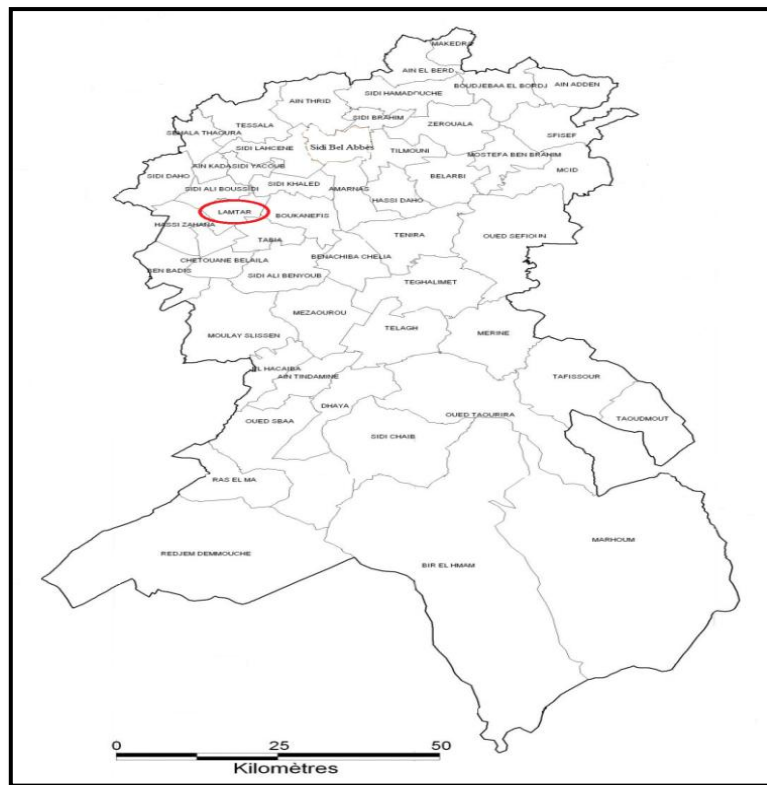 MAKEDRO
AIN EL BERD
BOUDJEBAA EL BORDJ
AIN ADDEN
SIDI HAMADOUCHE
AIN THRID
SIDI BRAHIM
ZEROUALA
TESSALA
SEHALA THAOURA
SFISEF
SIDI LAHCENE
Sidi Bel Abbès
TILMOUNI
MOSTEFA BEN BRAHIM
AIN KADA
SIDI YACOUB
MCID
SIDI DAHO
BELARBI
SIDI ALI BOUSSIDI
SIDI KHALED
AMARNAS
HASSI DAHO
LAMTAR
BOUKANEFIS
HASSI ZAHANA
TENIRA
OUED SEFIOUN
TABIA
CHETOUANE BELAILA
BENACHIBA CHELIA
BEN BADIS
SIDI ALI BENYOUB
TEGHALIMET
MEZAOUROU
MOULAY SLISSEN
TELAGH
MERINE
EL HACAIBA
AIN TINDAMINE
TAFISSOUR
DHAYA
OUED TAOURIRA
TAOUDMOUT
OUED SBAA
SIDI CHAIB
RAS EL MA
MARHOUM
REDJEM DEMMOUCHE
BIR EL HMAM
0 25 50
Kilomètres